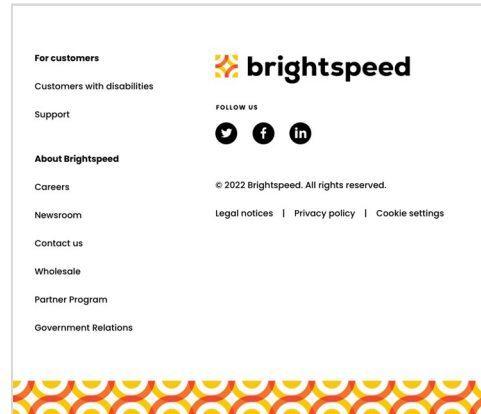 For customers
Customers with disabilities
Support
About Brightspeed
Careers
Newsroom
Contact us
Wholesale
Partner Program
Government Relations
brightspeed
FOLLOW US
© 2022 Brightspeed. All rights reserved.
Legal notices | Privacy policy | Cookie settings